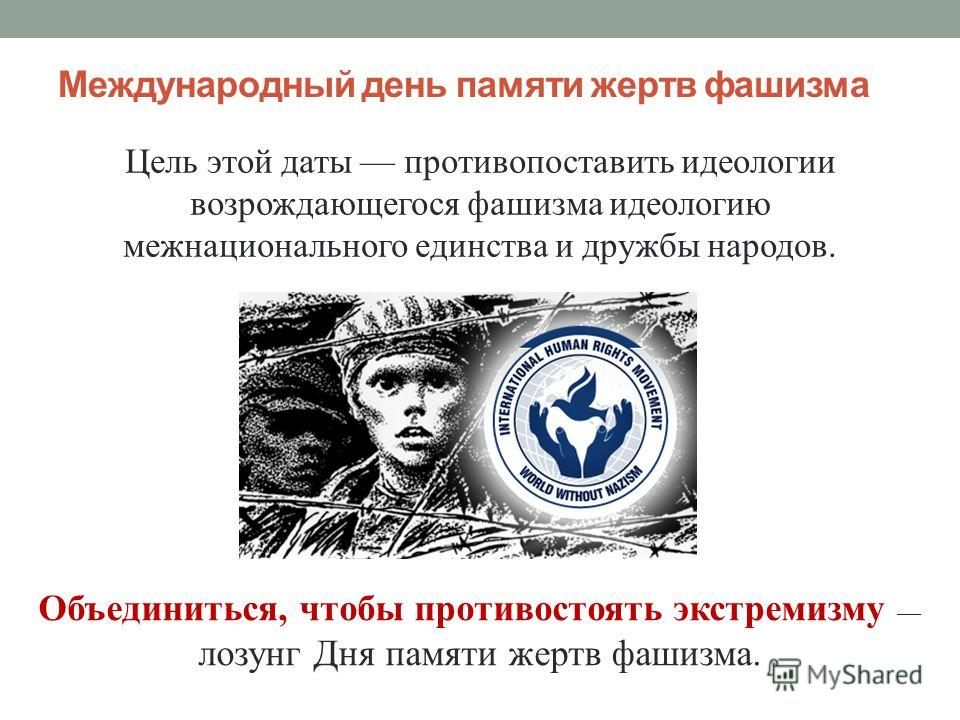 Международный день памяти жертв фашизма
Цель этой даты — противопоставить идеологии
возрождающегося фашизма идеологию
межнационального единства и дружбы народов.
INTERNATIONAL HUMAN RIGHTS MOVEMENT
WORLD WITHOUT NAZISM
Объединиться, чтобы противостоять экстремизму —
лозунг Дня памяти жертв фашизма.
MyShared